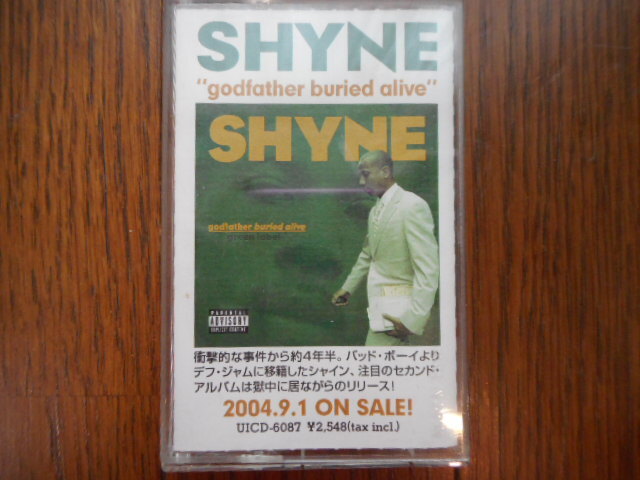 SHYNE
"godfather buried alive"
SHYNE
godfather buried alive
green label
PARENTAL
ADVISORY
EXPLICIT CONTENT
衝撃的な事件から約4年半。バッド・ボーイより
デフ・ジャムに移籍したシャイン、注目のセカンド・
アルバムは獄中に居ながらのリリース!
2004.9.1 ON SALE!
UICD-6087 ¥2,548(tax incl.)